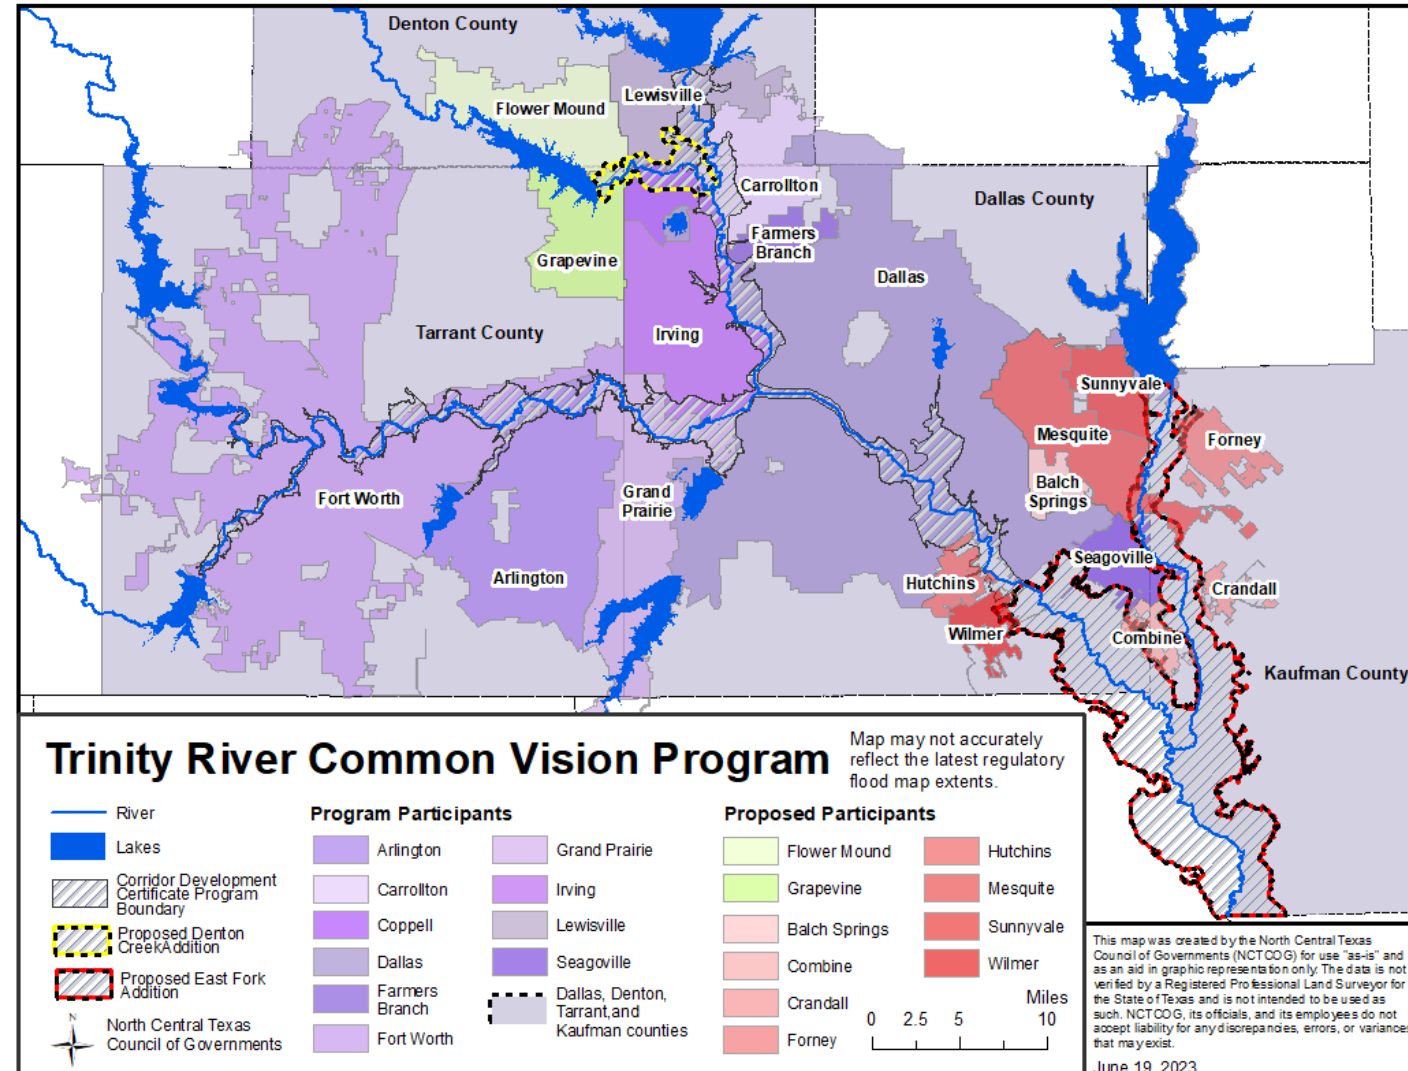 Denton County
Lewisville
Flower Mound
Carrollton
Dallas County
Farmers
Branch
Grapevine
Dallas
Tarrant County
Irving
Sunnyvale
Mesquite
Forney
Balch
Springs
Fort Worth
Grand
Prairie
Seagoville
Arlington
Hutchins
Crandall
Wilmer
Combine
Kaufman County
Trinity River Common Vision Program
Map may not accurately
reflect the latest regulatory
flood map extents.
River
Lakes
Corridor Development
Certificate Program
Boundary
Proposed Denton
CreekAddition
Proposed East Fork
Addition
N
North Central Texas
Council of Governments
Program Participants
Arlington
Carrollton
Coppell
Dallas
Farmers
Branch
Fort Worth
Grand Prairie
Irving
Lewisville
Seagoville
Dallas, Denton,
Tarrant,and
Kaufman counties
Proposed Participants
Flower Mound
Grapevine
Balch Springs
Combine
Crandall
Forney
Hutchins
Mesquite
Sunnyvale
Wilmer
Miles
0 2.5 5 10
This map was created by the North Central Texas
Council of Governments (NCTCOG) for use "as-is" and
as an aid in graphic representation only. The data is not
verified by a Registered Professional Land Surveyor for
the State of Texas and is not intended to be used as
such. NCTCOG, its officials, and its employees do not
accept liability for any discrepancies, errors, or variances
that may exist.
June 19, 2023